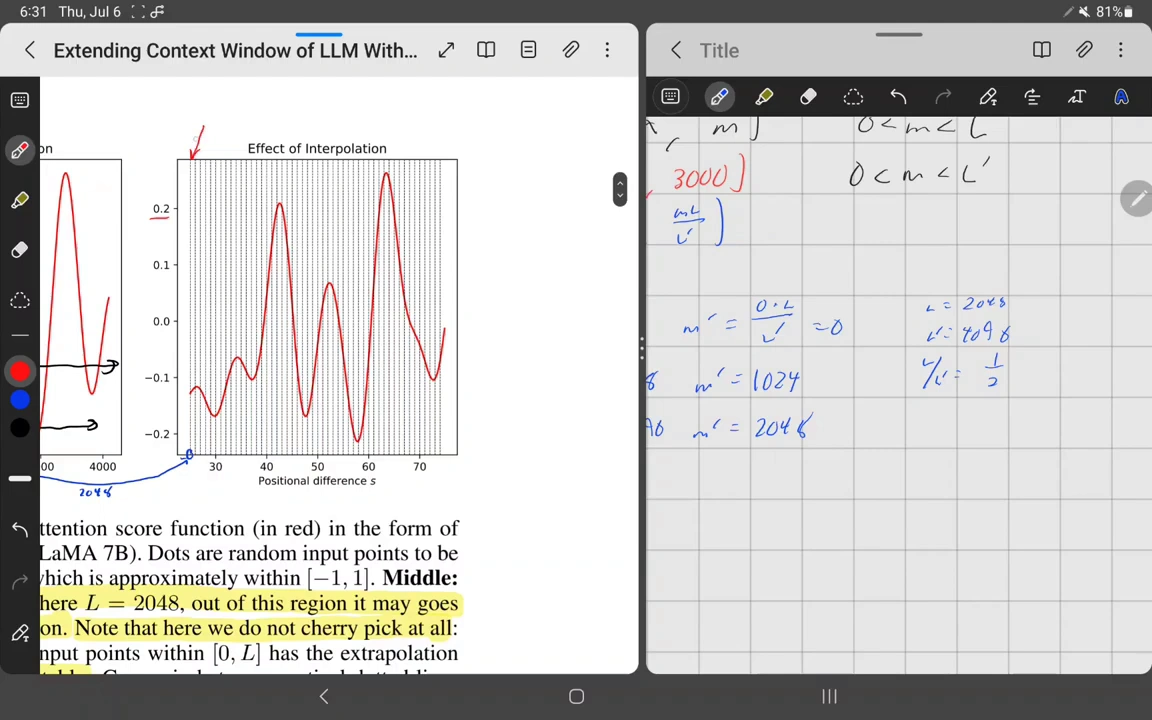 6:31 Thu, Jul 6
81%
Extending Context Window of LLM With...
on
00
4000
2048
Effect of Interpolation
0.2
0.1
0.0
−0.1
−0.2
30 40 50 60 70
Positional difference s
ttention score function (in red) in the form of
LaMA 7B). Dots are random input points to be
which is approximately within [−1, 1]. Middle:
here L = 2048, out of this region it may goes
on. Note that here we do not cherry pick at all:
nput points within [0, L] has the extrapolation
Title
m] 0 < m < L
, 3000] 0 < m < L'
mL/L' )
m' = 0·L/L' = 0
8 m' = 1024
96 m' = 2048
L = 2048
L' = 4096
L/L' = 1/2